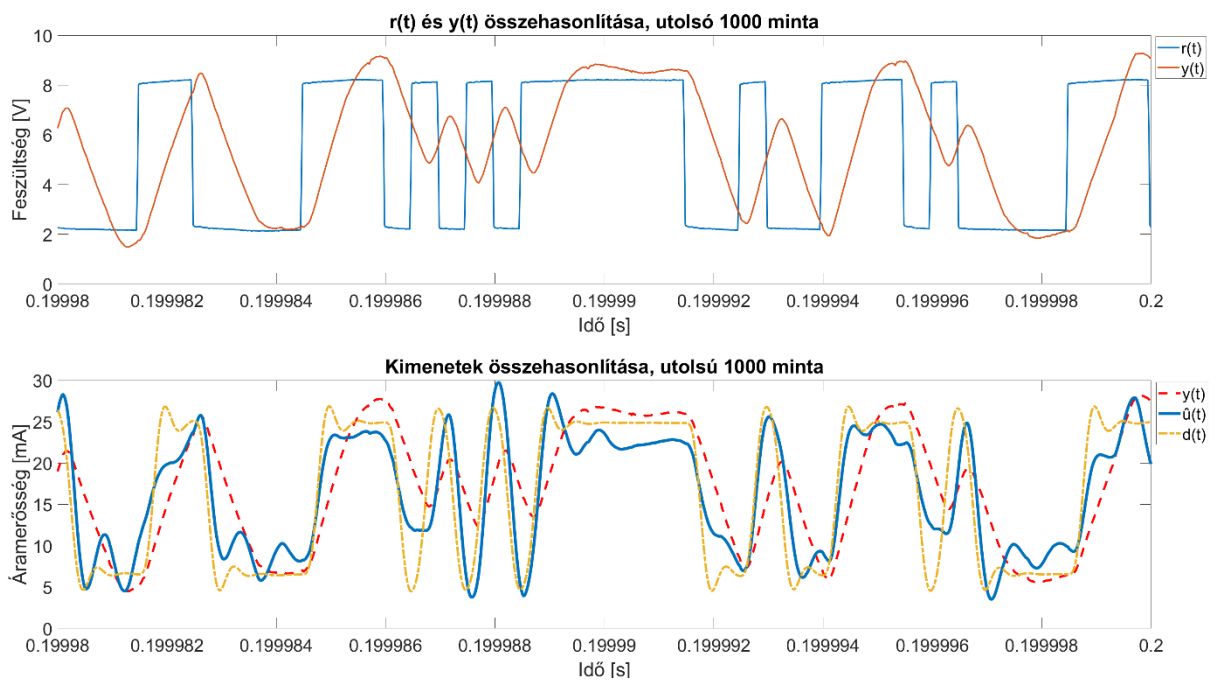 r(t) és y(t) összehasonlítása, utolsó 1000 minta
Feszültség [V]
10
8
6
4
2
0
r(t)
y(t)
0.19998 0.199982 0.199984 0.199986 0.199988 0.19999 0.199992 0.199994 0.199996 0.199998 0.2
Idő [s]
Kimenetek összehasonlítása, utolsú 1000 minta
Áramerősség [mA]
30
25
20
15
10
5
0
y(t)
û(t)
d(t)
0.19998 0.199982 0.199984 0.199986 0.199988 0.19999 0.199992 0.199994 0.199996 0.199998 0.2
Idő [s]